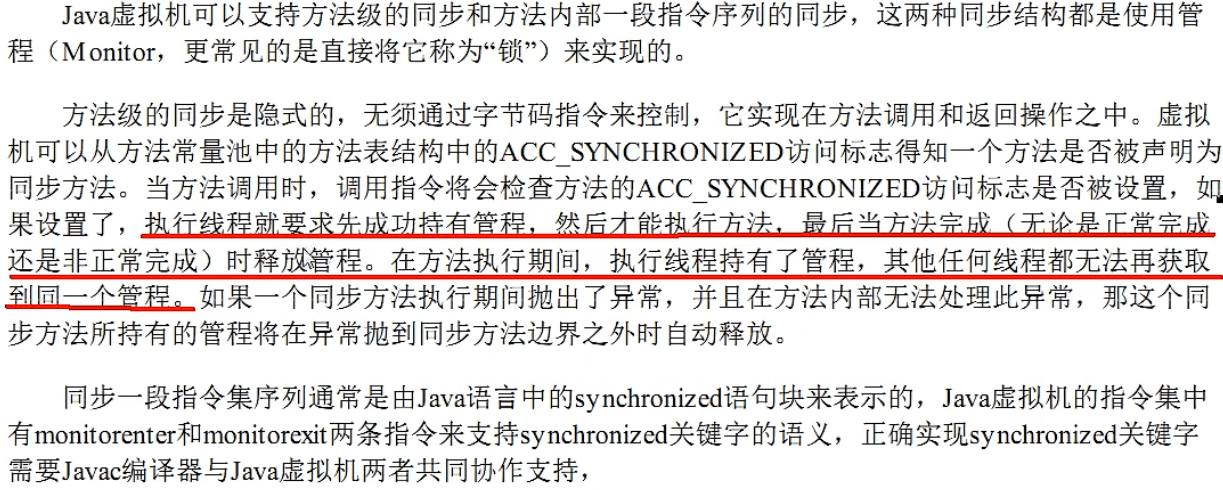 Java虚拟机可以支持方法级的同步和方法内部一段指令序列的同步，这两种同步结构都是使用管
程（Monitor，更常见的是直接将它称为“锁”）来实现的。
方法级的同步是隐式的，无须通过字节码指令来控制，它实现在方法调用和返回操作之中。虚拟
机可以从方法常量池中的方法表结构中的ACC_SYNCHRONIZED访问标志得知一个方法是否被声明为
同步方法。当方法调用时，调用指令将会检查方法的ACC_SYNCHRONIZED访问标志是否被设置，如
果设置了，执行线程就要求先成功持有管程，然后才能执行方法，最后当方法完成（无论是正常完成
还是非正常完成）时释放管程。在方法执行期间，执行线程持有了管程，其他任何线程都无法再获取
到同一个管程。如果一个同步方法执行期间抛出了异常，并且在方法内部无法处理此异常，那这个同
步方法所持有的管程将在异常抛到同步方法边界之外时自动释放。
同步一段指令集序列通常是由Java语言中的synchronized语句块来表示的，Java虚拟机的指令集中
有monitorenter和monitorexit两条指令来支持synchronized关键字的语义，正确实现synchronized关键字
需要Javac编译器与Java虚拟机两者共同协作支持，